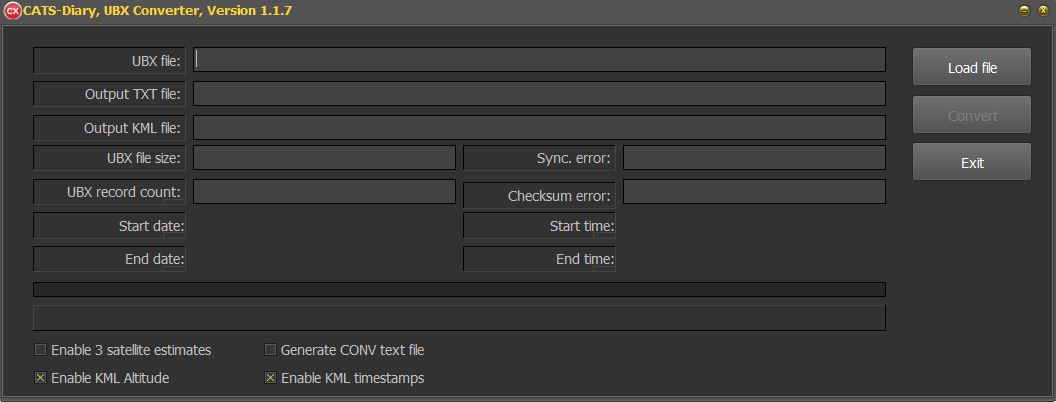 CX CATS-Diary, UBX Converter, Version 1.1.7
UBX file:
Load file
Output TXT file:
Convert
Output KML file:
UBX file size:
Sync. error:
Exit
UBX record count:
Checksum error:
Start date:
Start time:
End date:
End time:
Enable 3 satellite estimates
Generate CONV text file
Enable KML Altitude
Enable KML timestamps